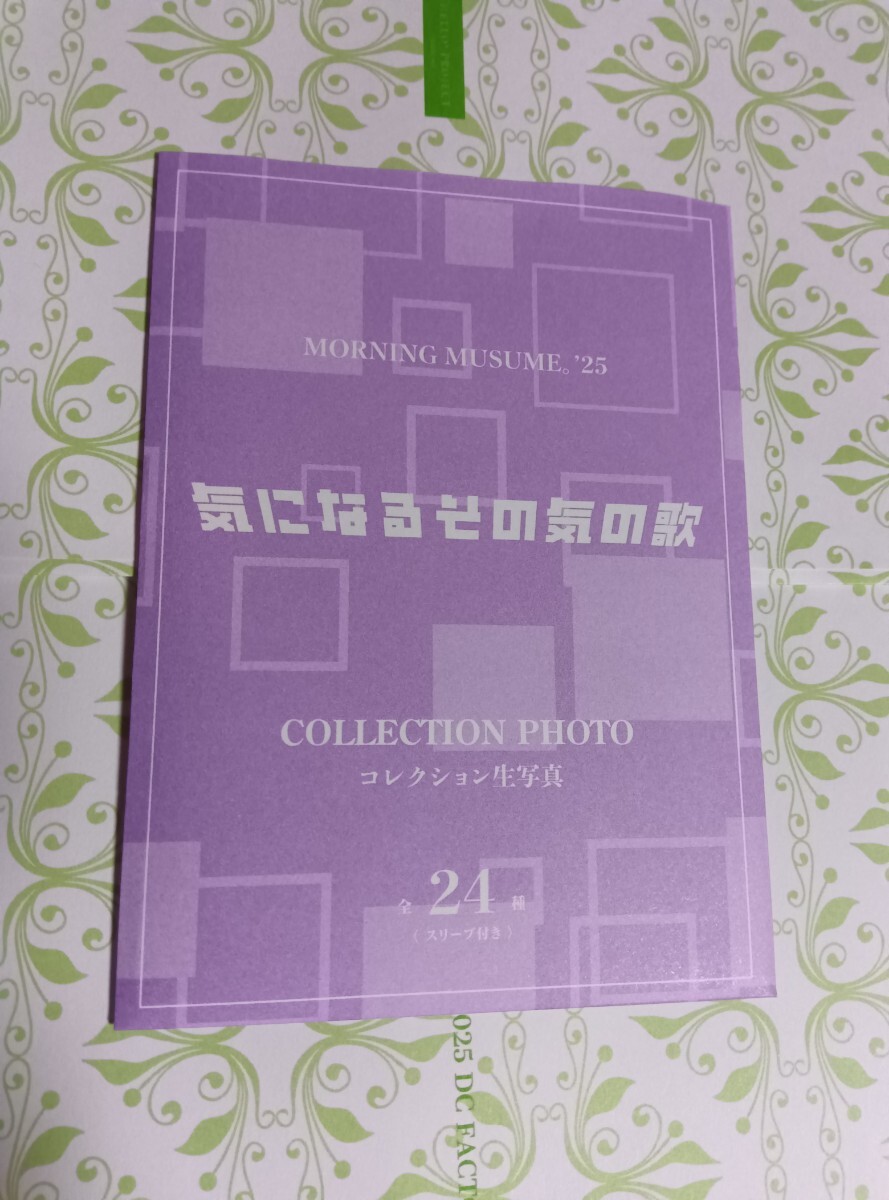 MORNING MUSUME。'25
気になるその気の歌
COLLECTION PHOTO
コレクション生写真
全 24 種
（ スリーブ付き ）
025 DC FACT